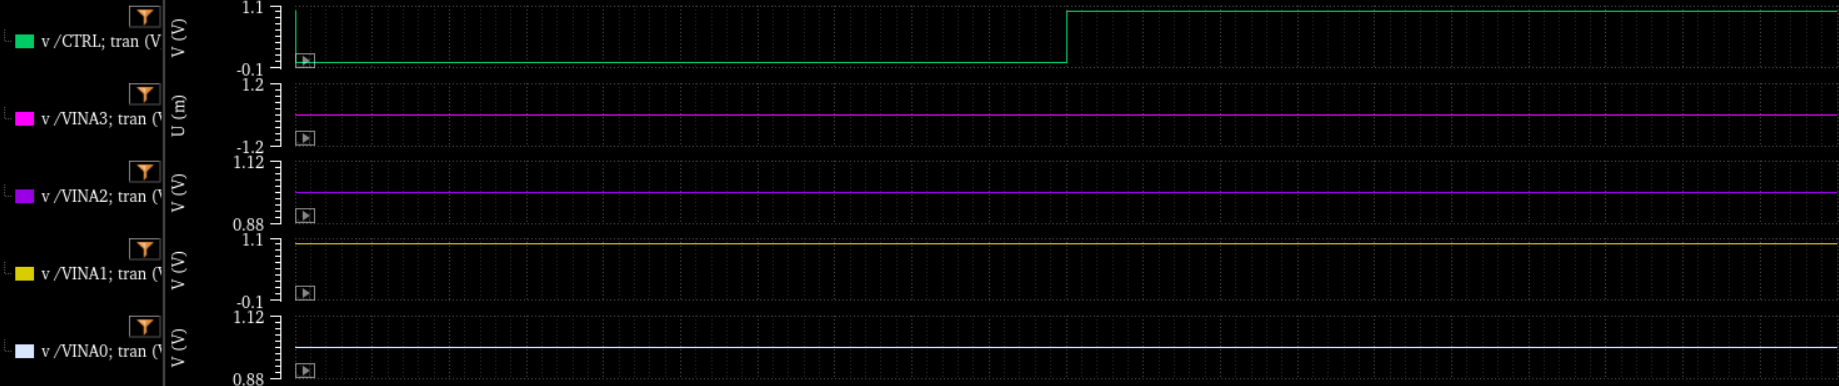 1.1
v /CTRL; tran (V
V (V)
-0.1
1.2
v /VINA3; tran (V
U (m)
-1.2
1.12
v /VINA2; tran (V
V (V)
0.88
1.1
v /VINA1; tran (V
V (V)
-0.1
1.12
v /VINA0; tran (V
V (V)
0.88